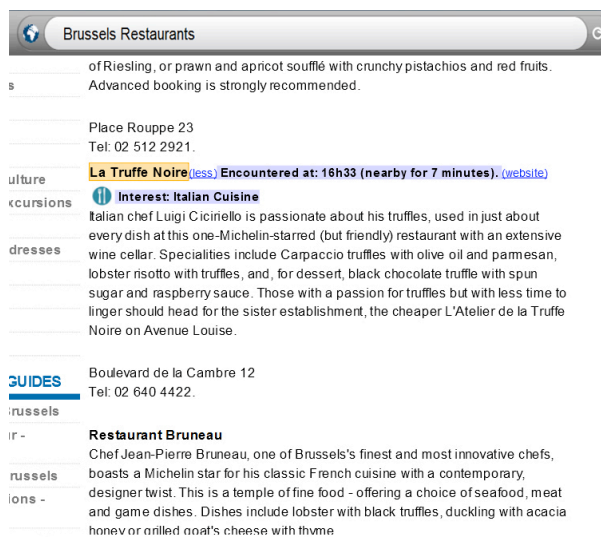 Brussels Restaurants
G
of Riesling, or prawn and apricot soufflé with crunchy pistachios and red fruits.
Advanced booking is strongly recommended.
s
Place Rouppe 23
Tel: 02 512 2921.
La Truffe Noire(less) Encountered at: 16h33 (nearby for 7 minutes). (website)
ulture
Interest: Italian Cuisine
xcursions
Italian chef Luigi Ciciriello is passionate about his truffles, used in just about
every dish at this one-Michelin-starred (but friendly) restaurant with an extensive
dresses
wine cellar. Specialities include Carpaccio truffles with olive oil and parmesan,
lobster risotto with truffles, and, for dessert, black chocolate truffle with spun
sugar and raspberry sauce. Those with a passion for truffles but with less time to
linger should head for the sister establishment, the cheaper L'Atelier de la Truffe
Noire on Avenue Louise.
Boulevard de la Cambre 12
GUIDES
Tel: 02 640 4422.
Brussels
ur -
Restaurant Bruneau
Chef Jean-Pierre Bruneau, one of Brussels's finest and most innovative chefs,
boasts a Michelin star for his classic French cuisine with a contemporary,
russels
designer twist. This is a temple of fine food - offering a choice of seafood, meat
ions -
and game dishes. Dishes include lobster with black truffles, duckling with acacia
honey or grilled goat's cheese with thyme